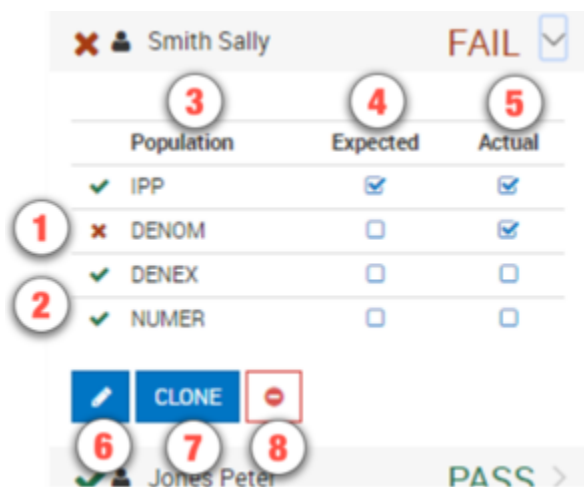 Smith Sally FAIL
3 4 5
Population Expected Actual
IPP
1 DENOM
DENEX
2 NUMER
CLONE
6 7 8
Jones Peter PASS